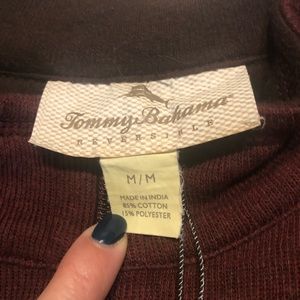 Tommy Bahama
REVERSIBLE
M/M
MADE IN INDIA
85% COTTON
15% POLYESTER